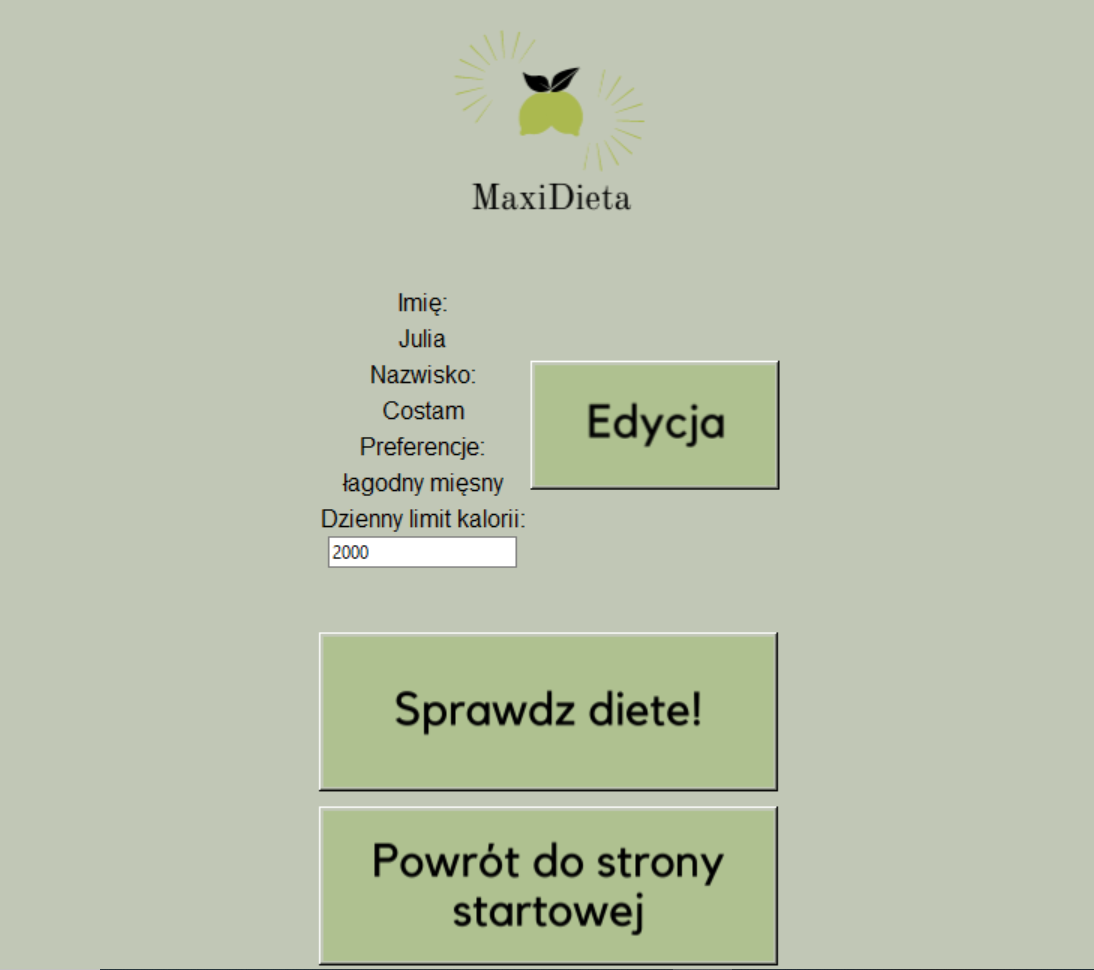 MaxiDieta
Imię:
Julia
Nazwisko:
Costam
Preferencje:
łagodny mięsny
Dzienny limit kalorii:
2000
Edycja
Sprawdz diete!
Powrót do strony
startowej